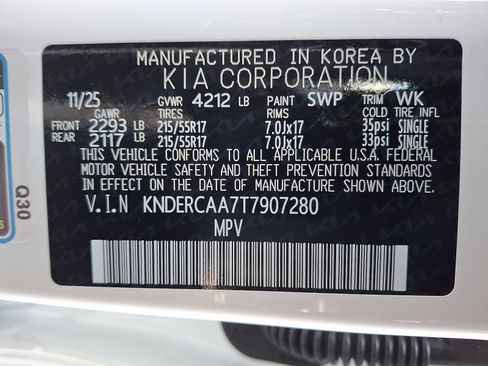 MANUFACTURED IN KOREA BY
KIA CORPORATION
11/25 GVWR 4212 LB PAINT SWP TRIM WK
GAWR TIRES RIMS COLD TIRE INFL
FRONT 2293 LB 215/55R17 7.0Jx17 35psi SINGLE
REAR 2117 LB 215/55R17 7.0Jx17 33psi SINGLE
THIS VEHICLE CONFORMS TO ALL APPLICABLE U.S.A. FEDERAL
MOTOR VEHICLE SAFETY AND THEFT PREVENTION STANDARDS
IN EFFECT ON THE DATE OF MANUFACTURE SHOWN ABOVE.
V.I.N KNDERCAA7T7907280
MPV
Q30